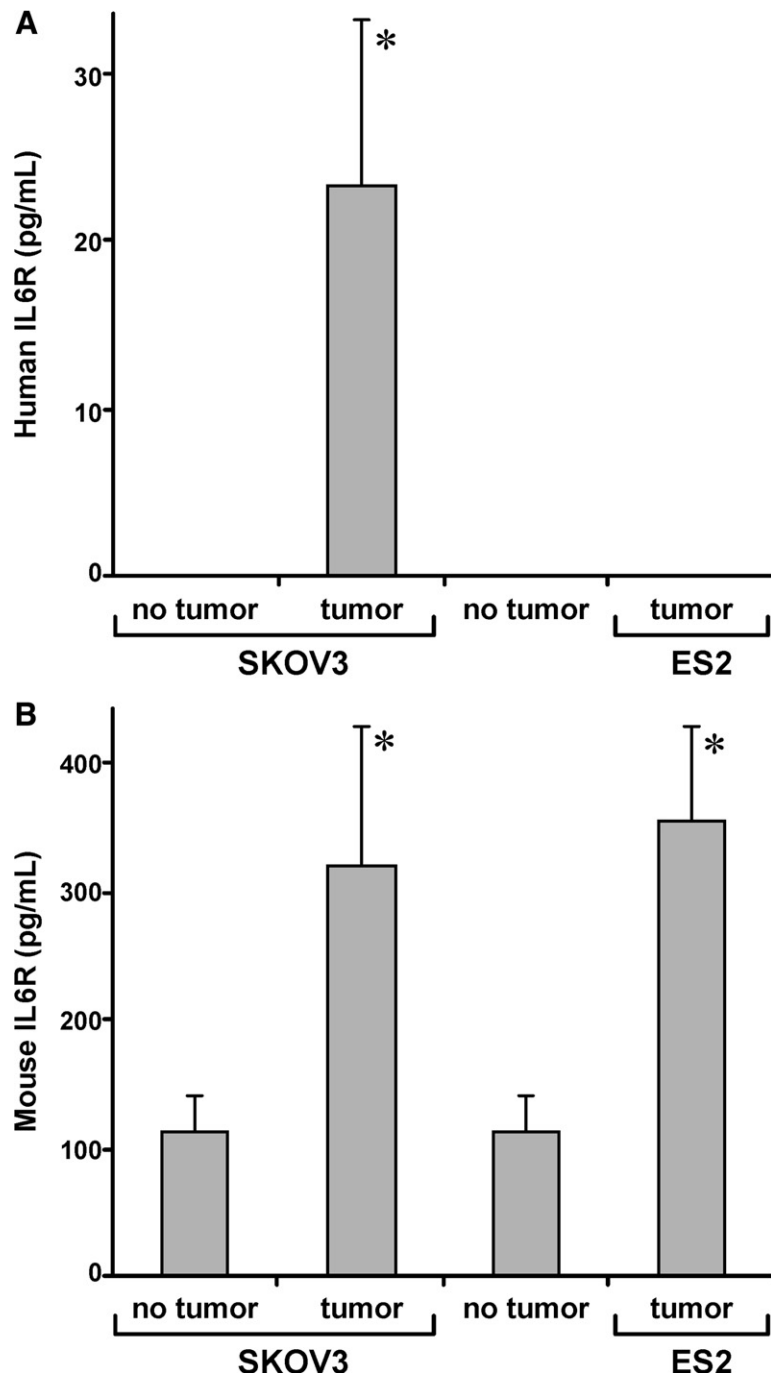 A
*
Human IL6R (pg/mL)
30
20
10
0
no tumor tumor no tumor tumor
SKOV3 ES2
B
*
*
Mouse IL6R (pg/mL)
400
300
200
100
0
no tumor tumor no tumor tumor
SKOV3 ES2